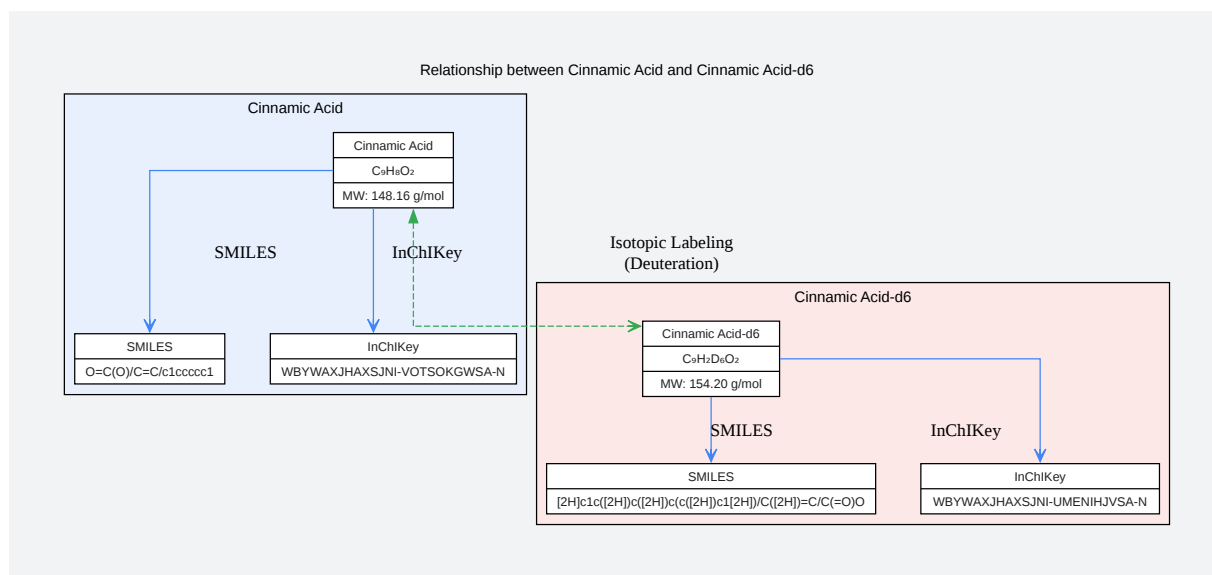 Relationship between Cinnamic Acid and Cinnamic Acid-d6
Cinnamic Acid
Cinnamic Acid
C₉H₈O₂
MW: 148.16 g/mol
SMILES
InChIKey
SMILES
O=C(O)/C=C/c1ccccc1
InChIKey
WBYWAXJHAXSJNI-VOTSOKGWSA-N
Isotopic Labeling
(Deuteration)
Cinnamic Acid-d6
Cinnamic Acid-d6
C₉H₂D₆O₂
MW: 154.20 g/mol
SMILES
InChIKey
SMILES
[2H]c1c([2H])c([2H])c(c([2H])c1[2H])/C([2H])=C/C(=O)O
InChIKey
WBYWAXJHAXSJNI-UMENIHJVSA-N